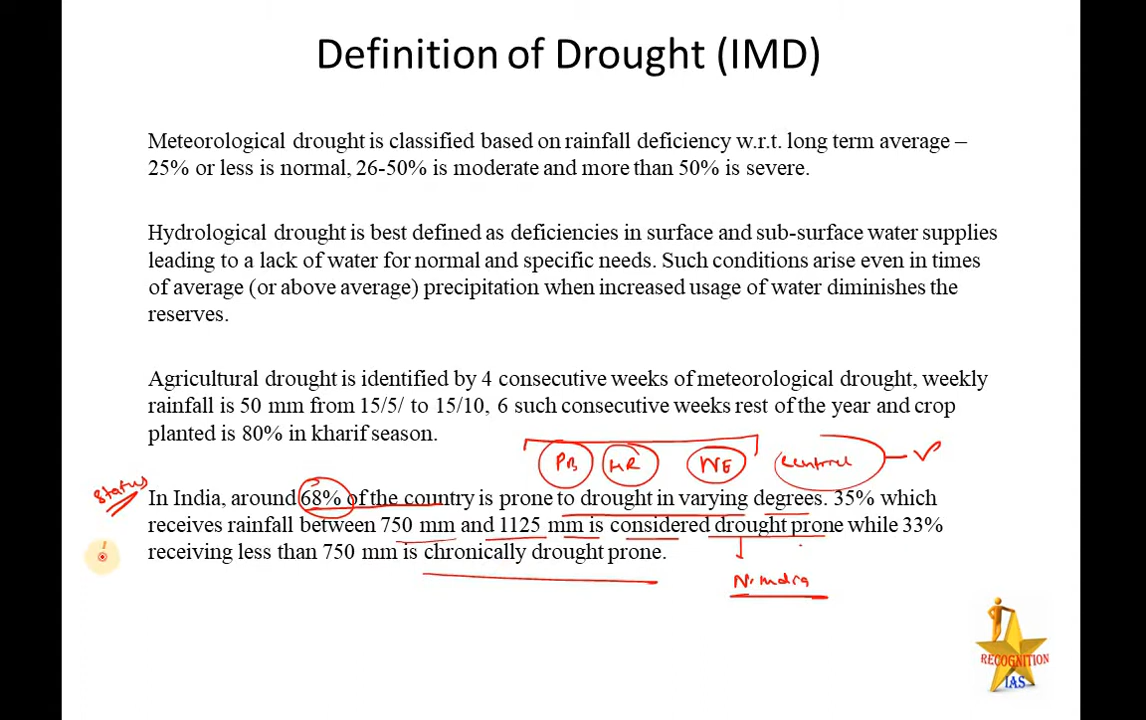 Definition of Drought (IMD)
Meteorological drought is classified based on rainfall deficiency w.r.t. long term average –
25% or less is normal, 26-50% is moderate and more than 50% is severe.
Hydrological drought is best defined as deficiencies in surface and sub-surface water supplies
leading to a lack of water for normal and specific needs. Such conditions arise even in times
of average (or above average) precipitation when increased usage of water diminishes the
reserves.
Agricultural drought is identified by 4 consecutive weeks of meteorological drought, weekly
rainfall is 50 mm from 15/5/ to 15/10, 6 such consecutive weeks rest of the year and crop
planted is 80% in kharif season.
PB HR NE Central
Status
In India, around 68% of the country is prone to drought in varying degrees. 35% which
receives rainfall between 750 mm and 1125 mm is considered drought prone while 33%
receiving less than 750 mm is chronically drought prone.
N. India
RECOGNITION
IAS